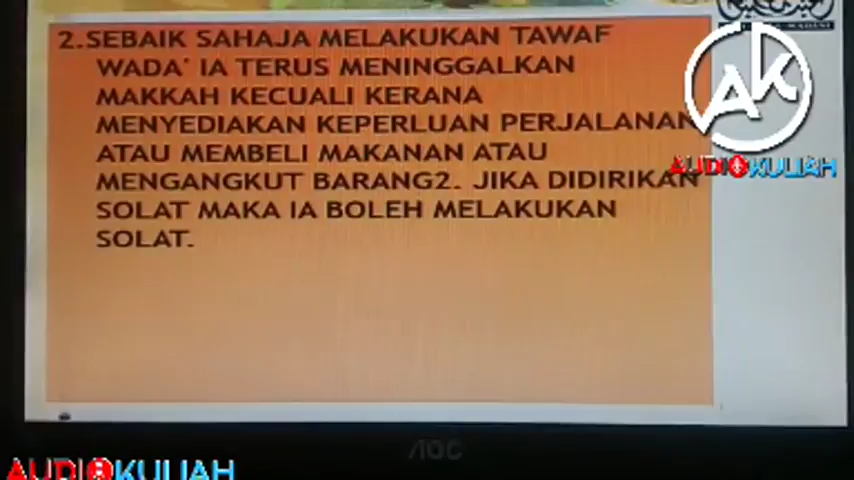 2.SEBAIK SAHAJA MELAKUKAN TAWAF
WADA' IA TERUS MENINGGALKAN
MAKKAH KECUALI KERANA
MENYEDIAKAN KEPERLUAN PERJALANAN
ATAU MEMBELI MAKANAN ATAU
MENGANGKUT BARANG2. JIKA DIDIRIKAN
SOLAT MAKA IA BOLEH MELAKUKAN
SOLAT.
AK
AUDIOKULIAH
AOC
AUDIOKULIAH